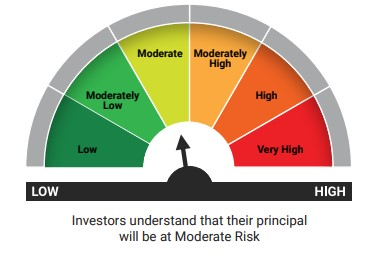 Moderate
Moderately
High
Moderately
Low
High
Low
Very High
LOW
HIGH
Investors understand that their principal
will be at Moderate Risk